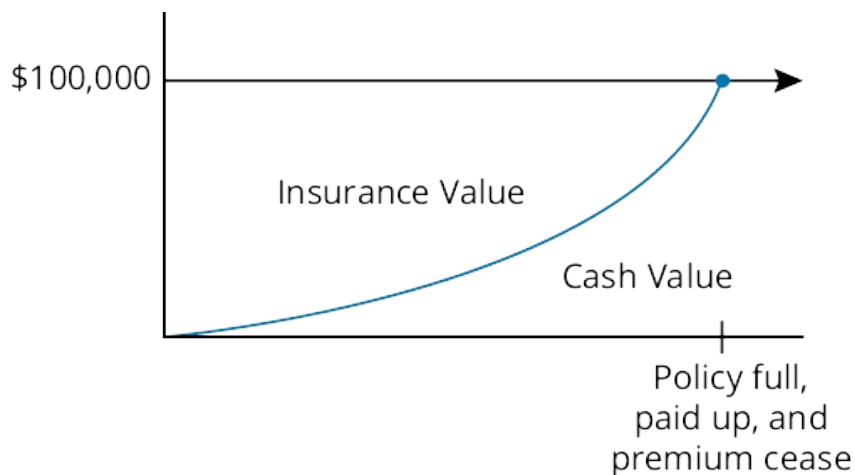 $100,000
Insurance Value
Cash Value
Policy full,
paid up, and
premium cease